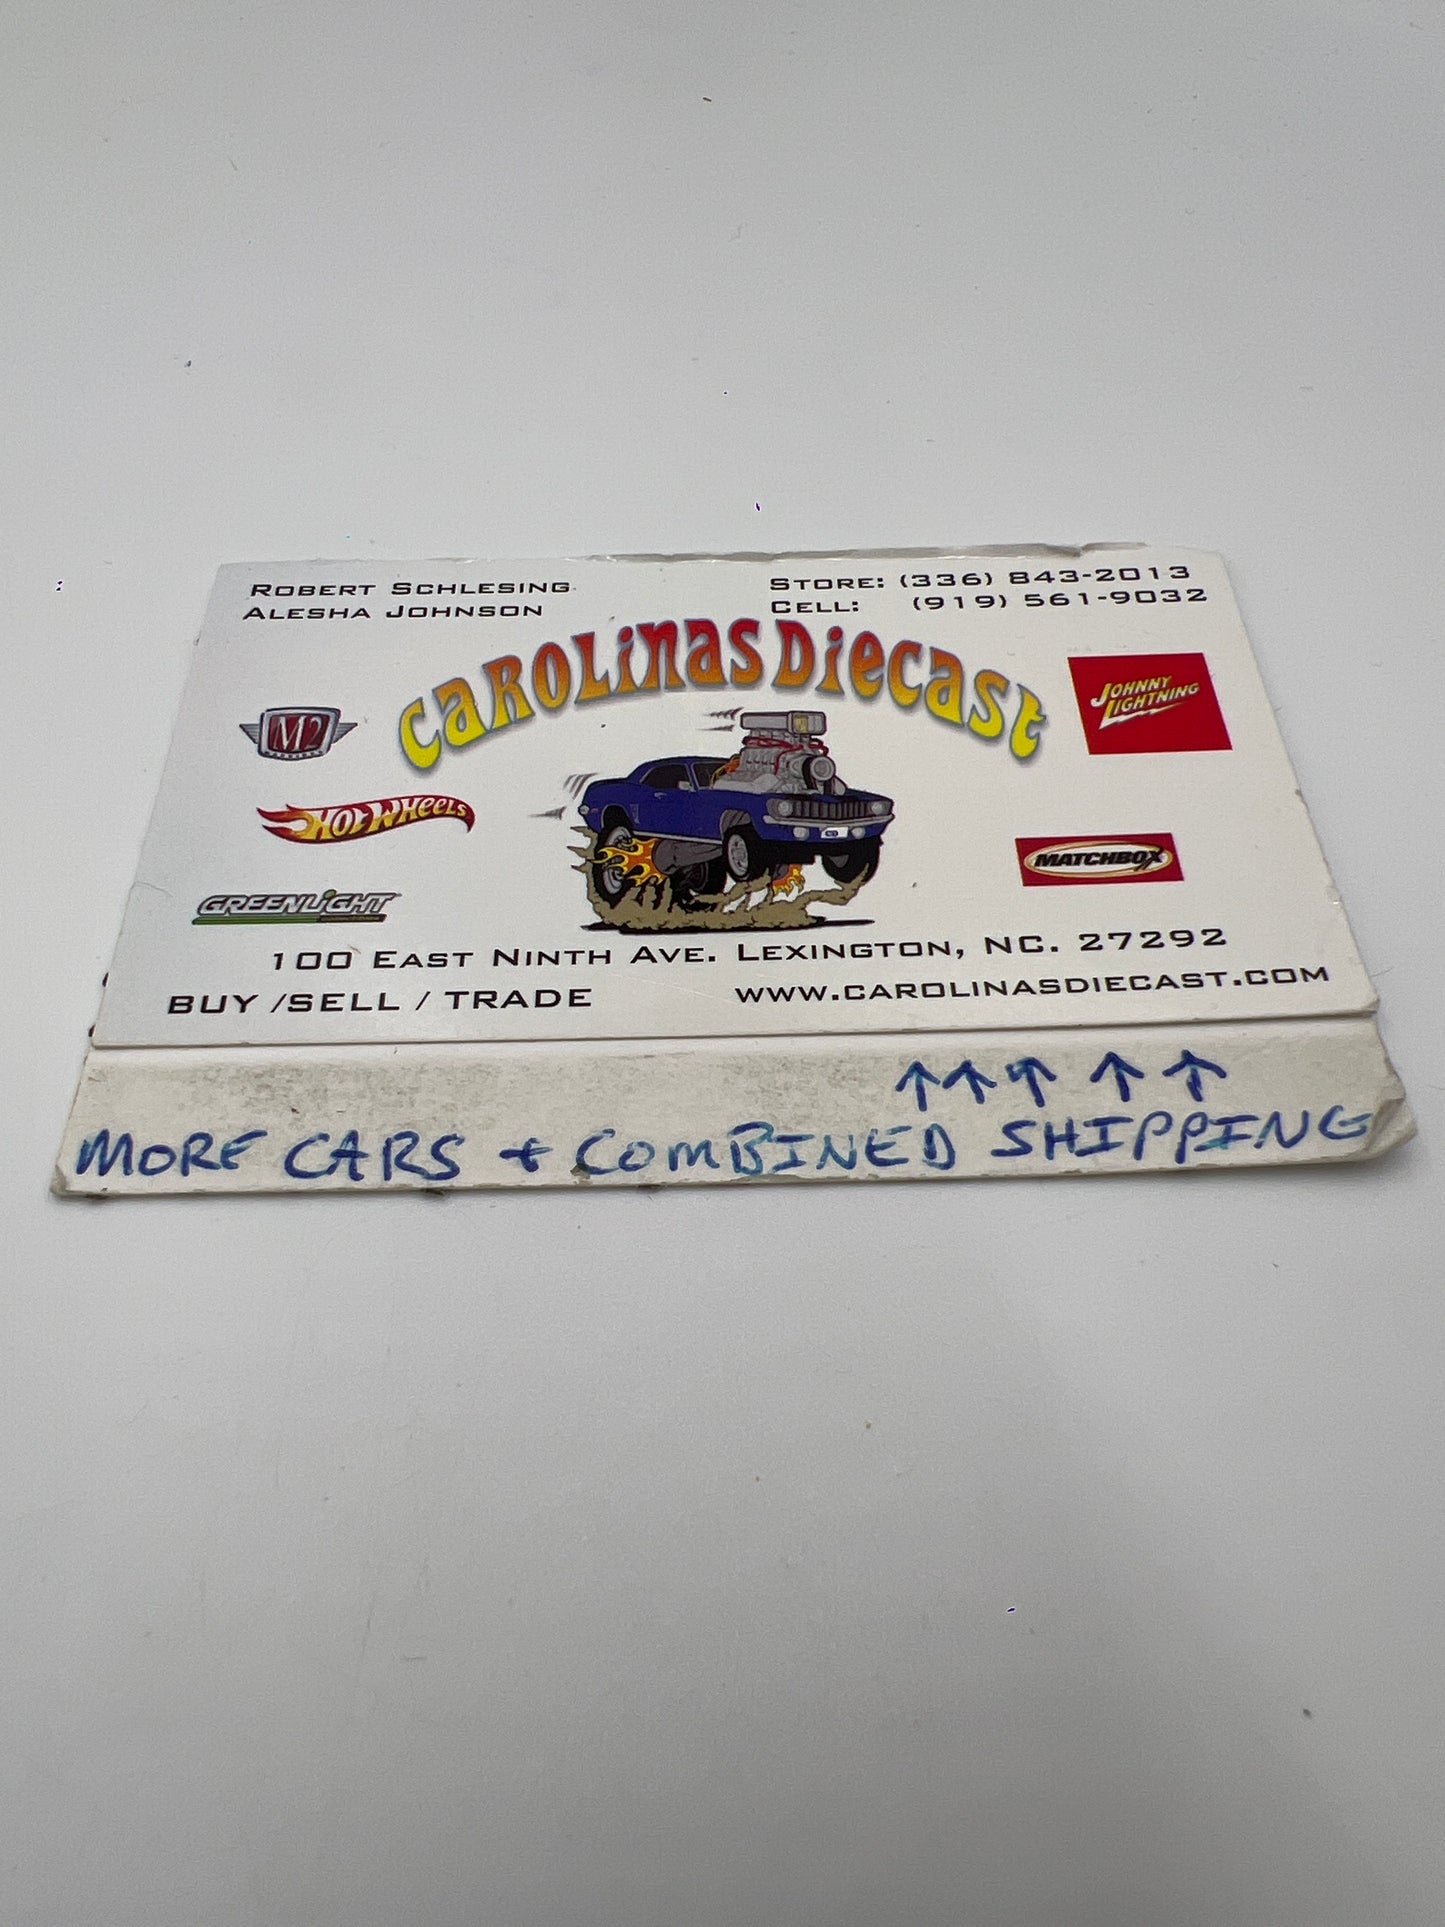 ROBERT SCHLESING
ALESHA JOHNSON
STORE: (336) 843-2013
CELL: (919) 561-9032
CAROLINAS DIECAST
M2
JOHNNY
LIGHTNING
HOT WHEELS
MATCHBOX
GREENLIGHT
100 EAST NINTH AVE. LEXINGTON, NC. 27292
BUY /SELL / TRADE
WWW.CAROLINASDIECAST.COM
↑↑↑↑↑
MORE CARS + COMBINED SHIPPING